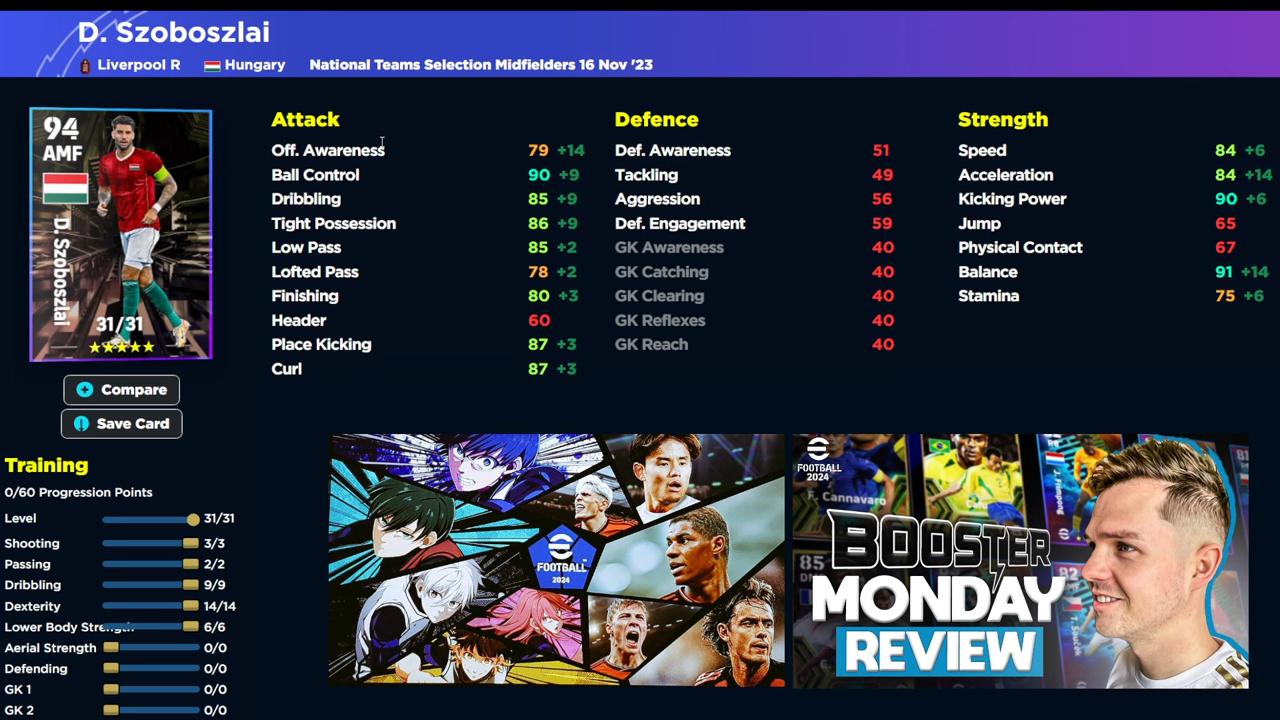 D. Szoboszlai
Liverpool R Hungary National Teams Selection Midfielders 16 Nov '23
94
AMF
D. Szoboszlai
31/31
Compare
Save Card
Training
0/60 Progression Points
Level 31/31
Shooting 3/3
Passing 2/2
Dribbling 9/9
Dexterity 14/14
Lower Body Strength 6/6
Aerial Strength 0/0
Defending 0/0
GK 1 0/0
GK 2 0/0
Attack
Off. Awareness 79 +14
Ball Control 90 +9
Dribbling 85 +9
Tight Possession 86 +9
Low Pass 85 +2
Lofted Pass 78 +2
Finishing 80 +3
Header 60
Place Kicking 87 +3
Curl 87 +3
Defence
Def. Awareness 51
Tackling 49
Aggression 56
Def. Engagement 59
GK Awareness 40
GK Catching 40
GK Clearing 40
GK Reflexes 40
GK Reach 40
Strength
Speed 84 +6
Acceleration 84 +14
Kicking Power 90 +6
Jump 65
Physical Contact 67
Balance 91 +14
Stamina 75 +6
FOOTBALL
2024
FOOTBALL
2024
F. Cannavaro
BOOSTER
MONDAY
REVIEW
85
92
T. Souček